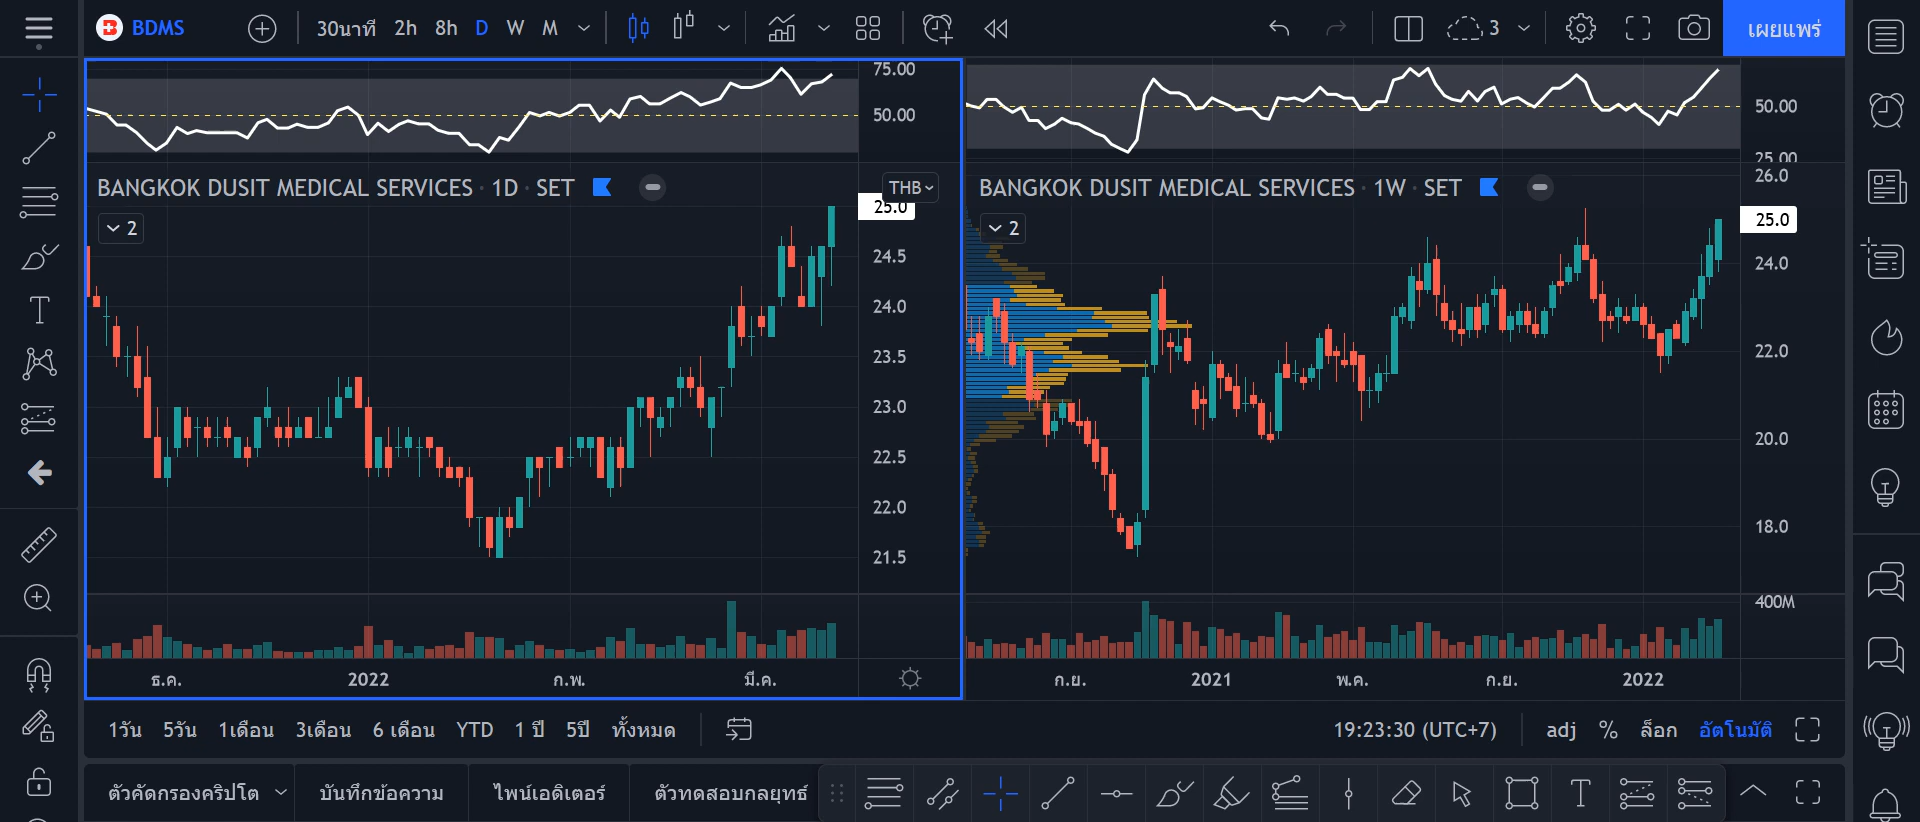 BDMS
30นาที 2h 8h D W M
3
เผยแพร่
75.00
50.00
BANGKOK DUSIT MEDICAL SERVICES · 1D · SET
THB
2
25.0
24.5
24.0
23.5
23.0
22.5
22.0
21.5
ธ.ค. 2022 ก.พ. มี.ค.
50.00
25.00
26.0
BANGKOK DUSIT MEDICAL SERVICES · 1W · SET
2
25.0
24.0
22.0
20.0
18.0
400M
ก.ย. 2021 พ.ค. ก.ย. 2022
1วัน 5วัน 1เดือน 3เดือน 6 เดือน YTD 1 ปี 5ปี ทั้งหมด
19:23:30 (UTC+7) adj % ล็อก อัตโนมัติ
ตัวคัดกรองคริปโต บันทึกข้อความ ไพน์เอดิเตอร์ ตัวทดสอบกลยุทธ์